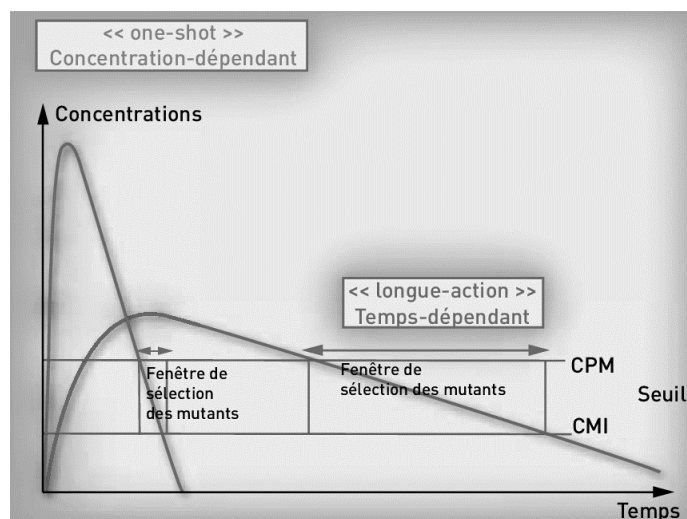 << one-shot >>
Concentration-dépendant
Concentrations
<< longue-action >>
Temps-dépendant
Fenêtre de
sélection
des mutants
Fenêtre de
sélection des mutants
CPM
Seuil
CMI
Temps